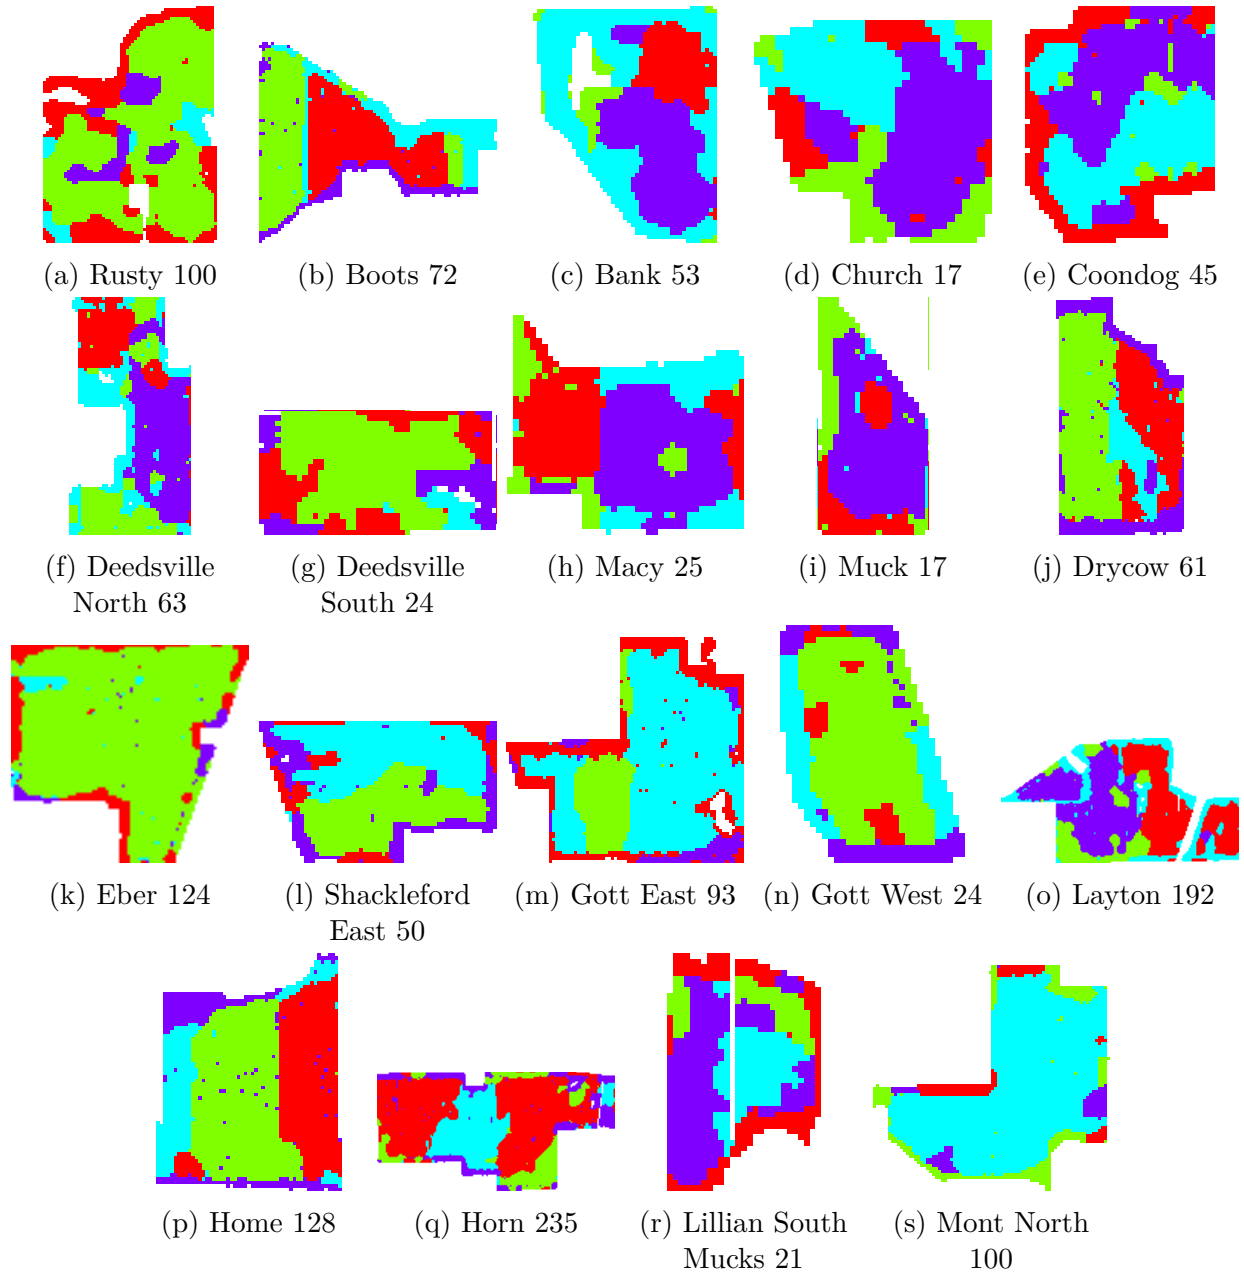 (a) Rusty 100
(b) Boots 72
(c) Bank 53
(d) Church 17
(e) Coondog 45
(f) Deedsville
North 63
(g) Deedsville
South 24
(h) Macy 25
(i) Muck 17
(j) Drycow 61
(k) Eber 124
(l) Shackleford
East 50
(m) Gott East 93
(n) Gott West 24
(o) Layton 192
(p) Home 128
(q) Horn 235
(r) Lillian South
Mucks 21
(s) Mont North
100